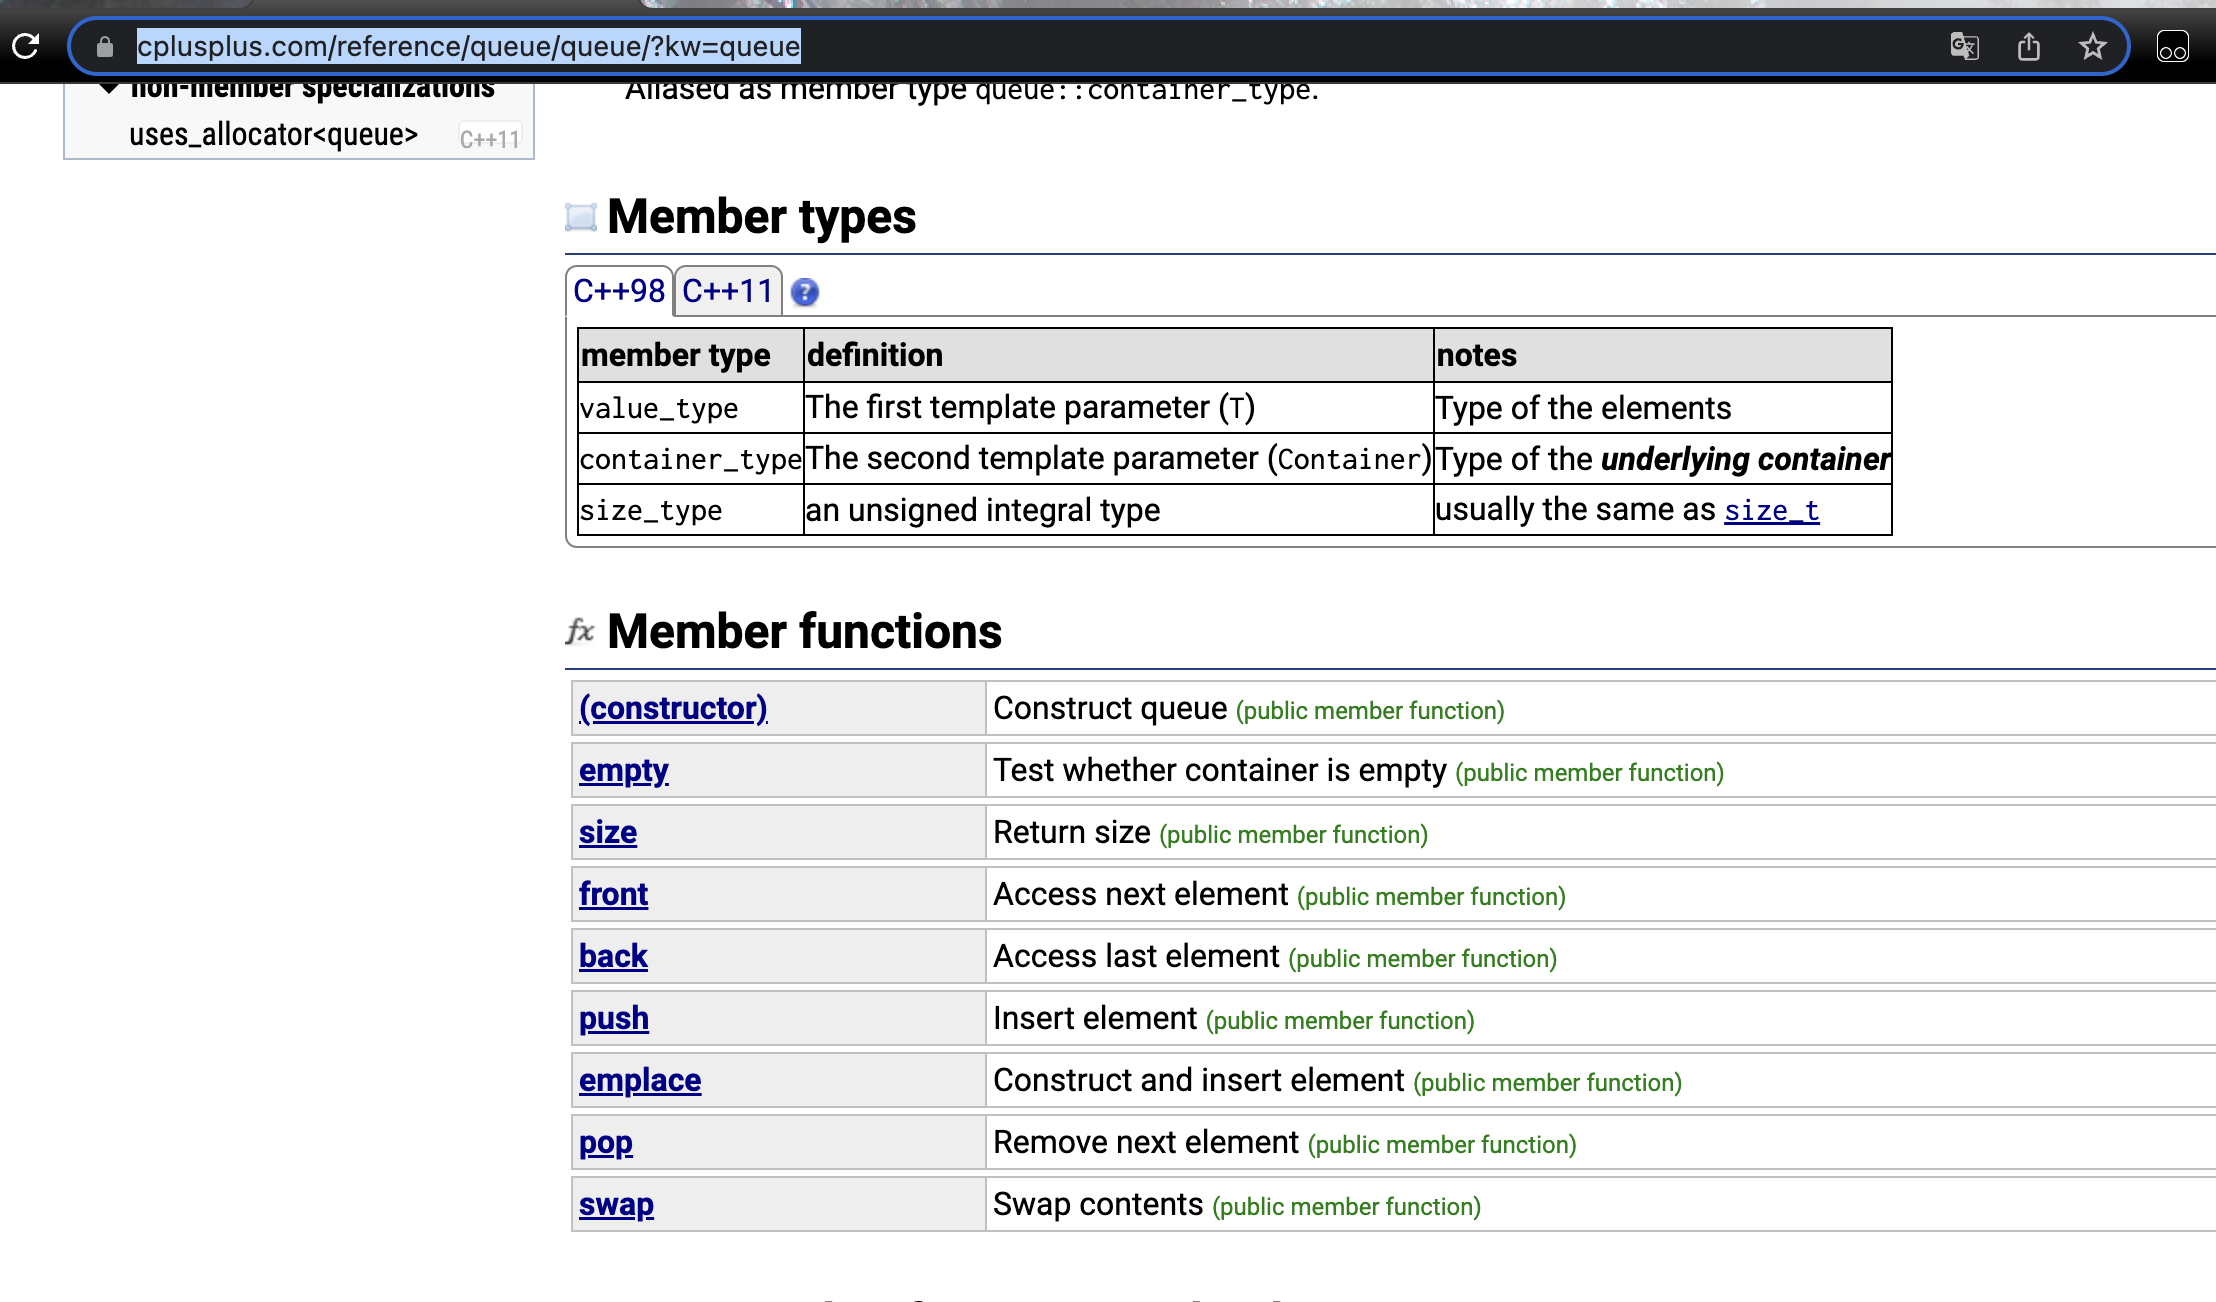 cplusplus.com/reference/queue/queue/?kw=queue
non-member specializations
Aliased as member type queue::container_type.
uses_allocator<queue> C++11
Member types
C++98 C++11 ?
member type definition notes
value_type The first template parameter (T) Type of the elements
container_type The second template parameter (Container) Type of the underlying container
size_type an unsigned integral type usually the same as size_t
fx Member functions
(constructor) Construct queue (public member function)
empty Test whether container is empty (public member function)
size Return size (public member function)
front Access next element (public member function)
back Access last element (public member function)
push Insert element (public member function)
emplace Construct and insert element (public member function)
pop Remove next element (public member function)
swap Swap contents (public member function)